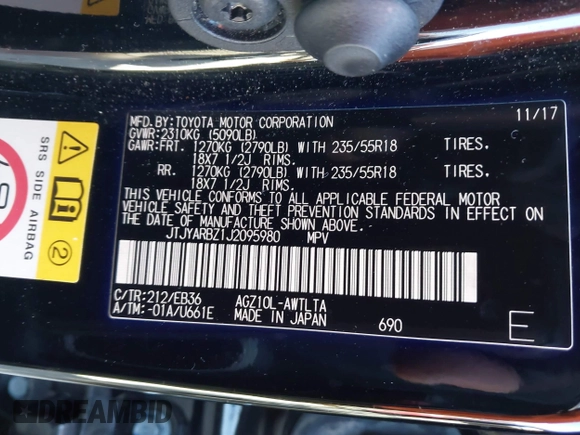 MFD.BY:TOYOTA MOTOR CORPORATION 11/17
GVWR:2310KG (5090LB)
GAWR:FRT. 1270KG (2790LB) WITH 235/55R18 TIRES.
18X7 1/2J RIMS.
RR. 1270KG (2790LB) WITH 235/55R18 TIRES.
18X7 1/2J RIMS.
THIS VEHICLE CONFORMS TO ALL APPLICABLE FEDERAL MOTOR
VEHICLE SAFETY AND THEFT PREVENTION STANDARDS IN EFFECT ON
THE DATE OF MANUFACTURE SHOWN ABOVE.
JTJYARBZ1J2095980 MPV
C/TR:212/EB36 AGZ10L-AWTLTA
A/TM:-01A/U661E MADE IN JAPAN 690 E
SRS SIDE AIRBAG 2
DREAMBID